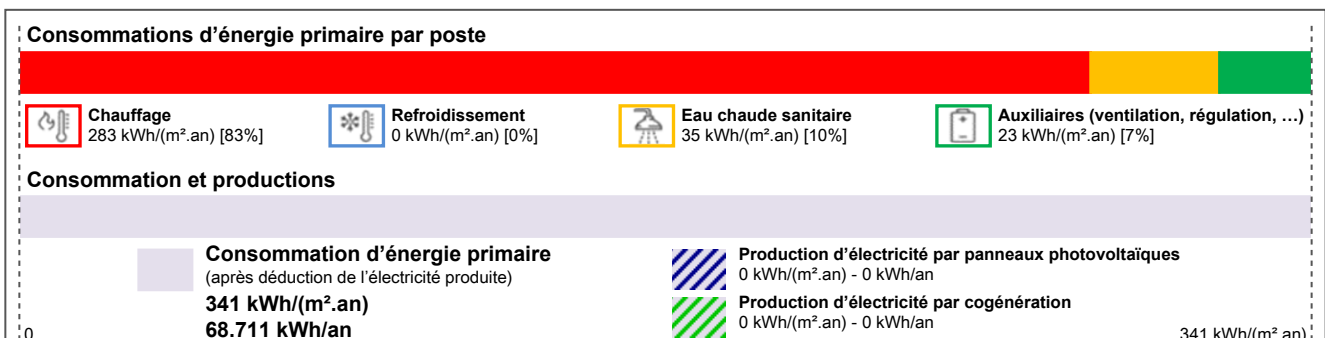 Consommations d’énergie primaire par poste
Chauffage
283 kWh/(m².an) [83%]
Refroidissement
0 kWh/(m².an) [0%]
Eau chaude sanitaire
35 kWh/(m².an) [10%]
Auxiliaires (ventilation, régulation, …)
23 kWh/(m².an) [7%]
Consommation et productions
Consommation d’énergie primaire
(après déduction de l’électricité produite)
341 kWh/(m².an)
68.711 kWh/an
Production d’électricité par panneaux photovoltaïques
0 kWh/(m².an) - 0 kWh/an
Production d’électricité par cogénération
0 kWh/(m².an) - 0 kWh/an
0
341 kWh/(m².an)